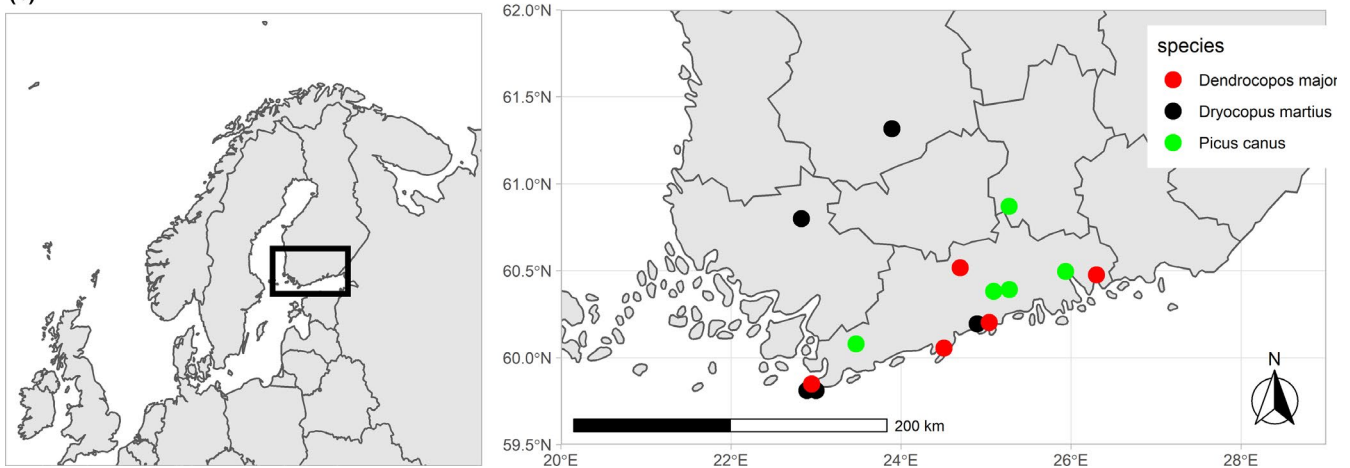 62.0°N
61.5°N
61.0°N
60.5°N
60.0°N
59.5°N
20°E
22°E
24°E
26°E
28°E
species
Dendrocopos major
Dryocopus martius
Picus canus
N
200 km